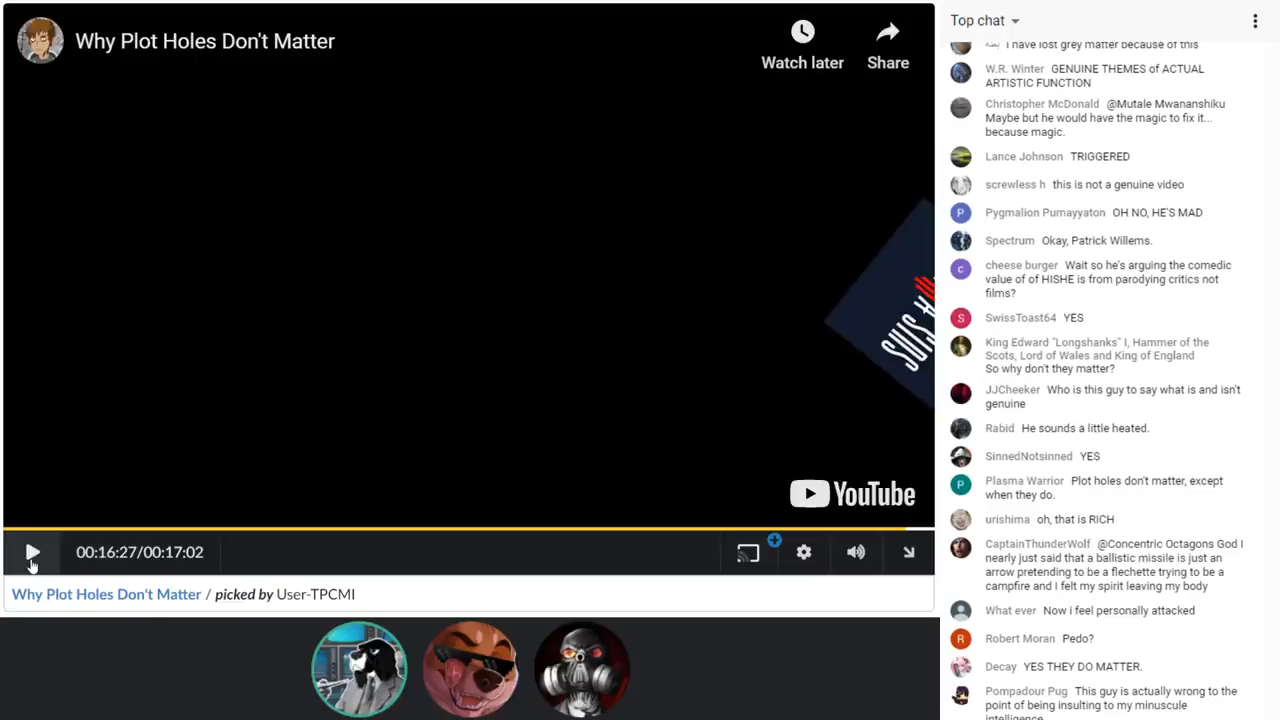 Why Plot Holes Don't Matter
Watch later
Share
YouTube
00:16:27/00:17:02
Why Plot Holes Don't Matter / picked by User-TPCMI
Top chat
I have lost grey matter because of this
W.R. Winter GENUINE THEMES of ACTUAL
ARTISTIC FUNCTION
Christopher McDonald @Mutale Mwananshiku
Maybe but he would have the magic to fix it...
because magic.
Lance Johnson TRIGGERED
screwless h this is not a genuine video
P
Pygmalion Pumayyaton OH NO, HE'S MAD
Spectrum Okay, Patrick Willems.
c
cheese burger Wait so he's arguing the comedic
value of of HISHE is from parodying critics not
films?
S
SwissToast64 YES
King Edward "Longshanks" I, Hammer of the
Scots, Lord of Wales and King of England
So why don't they matter?
JJCheeker Who is this guy to say what is and isn't
genuine
Rabid He sounds a little heated.
SinnedNotsinned YES
P
Plasma Warrior Plot holes don't matter, except
when they do.
urishima oh, that is RICH
CaptainThunderWolf @Concentric Octagons God I
nearly just said that a ballistic missile is just an
arrow pretending to be a flechette trying to be a
campfire and I felt my spirit leaving my body
What ever Now i feel personally attacked
R
Robert Moran Pedo?
Decay YES THEY DO MATTER.
Pompadour Pug This guy is actually wrong to the
point of being insulting to my minuscule
intelligence